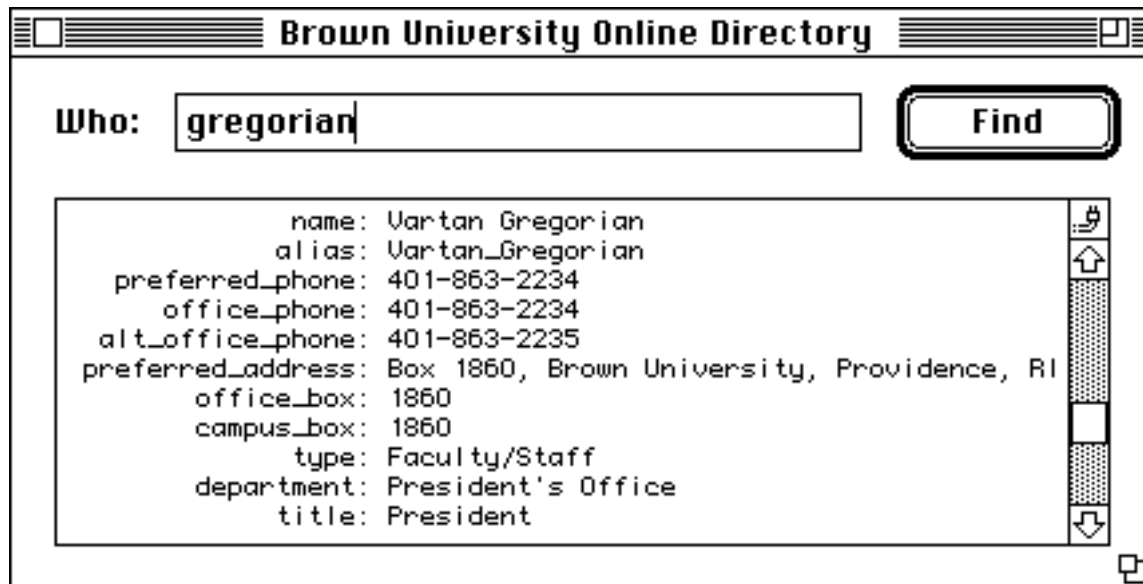 Brown University Online Directory
Who: gregorian Find
name: Vartan Gregorian
alias: Vartan_Gregorian
preferred_phone: 401-863-2234
office_phone: 401-863-2234
alt_office_phone: 401-863-2235
preferred_address: Box 1860, Brown University, Providence, RI
office_box: 1860
campus_box: 1860
type: Faculty/Staff
department: President's Office
title: President